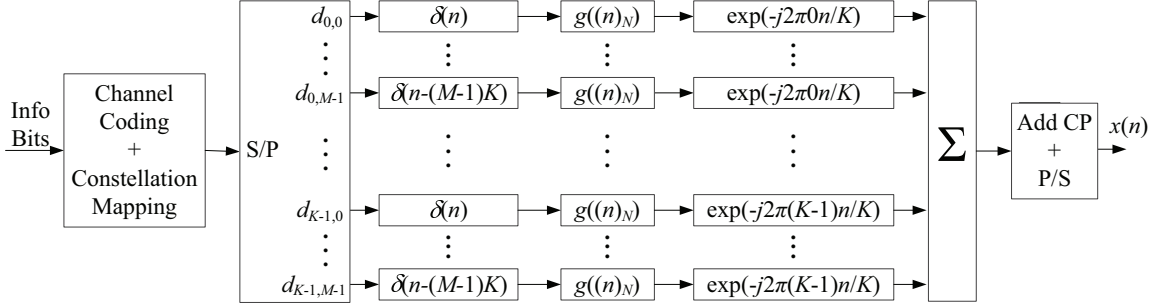 Info
Bits
Channel
Coding
+
Constellation
Mapping
S/P
d0,0 δ(n) g((n)N) exp(-j2π0n/K)
d0,M-1 δ(n-(M-1)K) g((n)N) exp(-j2π0n/K)
dK-1,0 δ(n) g((n)N) exp(-j2π(K-1)n/K)
dK-1,M-1 δ(n-(M-1)K) g((n)N) exp(-j2π(K-1)n/K)
Σ
Add CP
+
P/S
x(n)